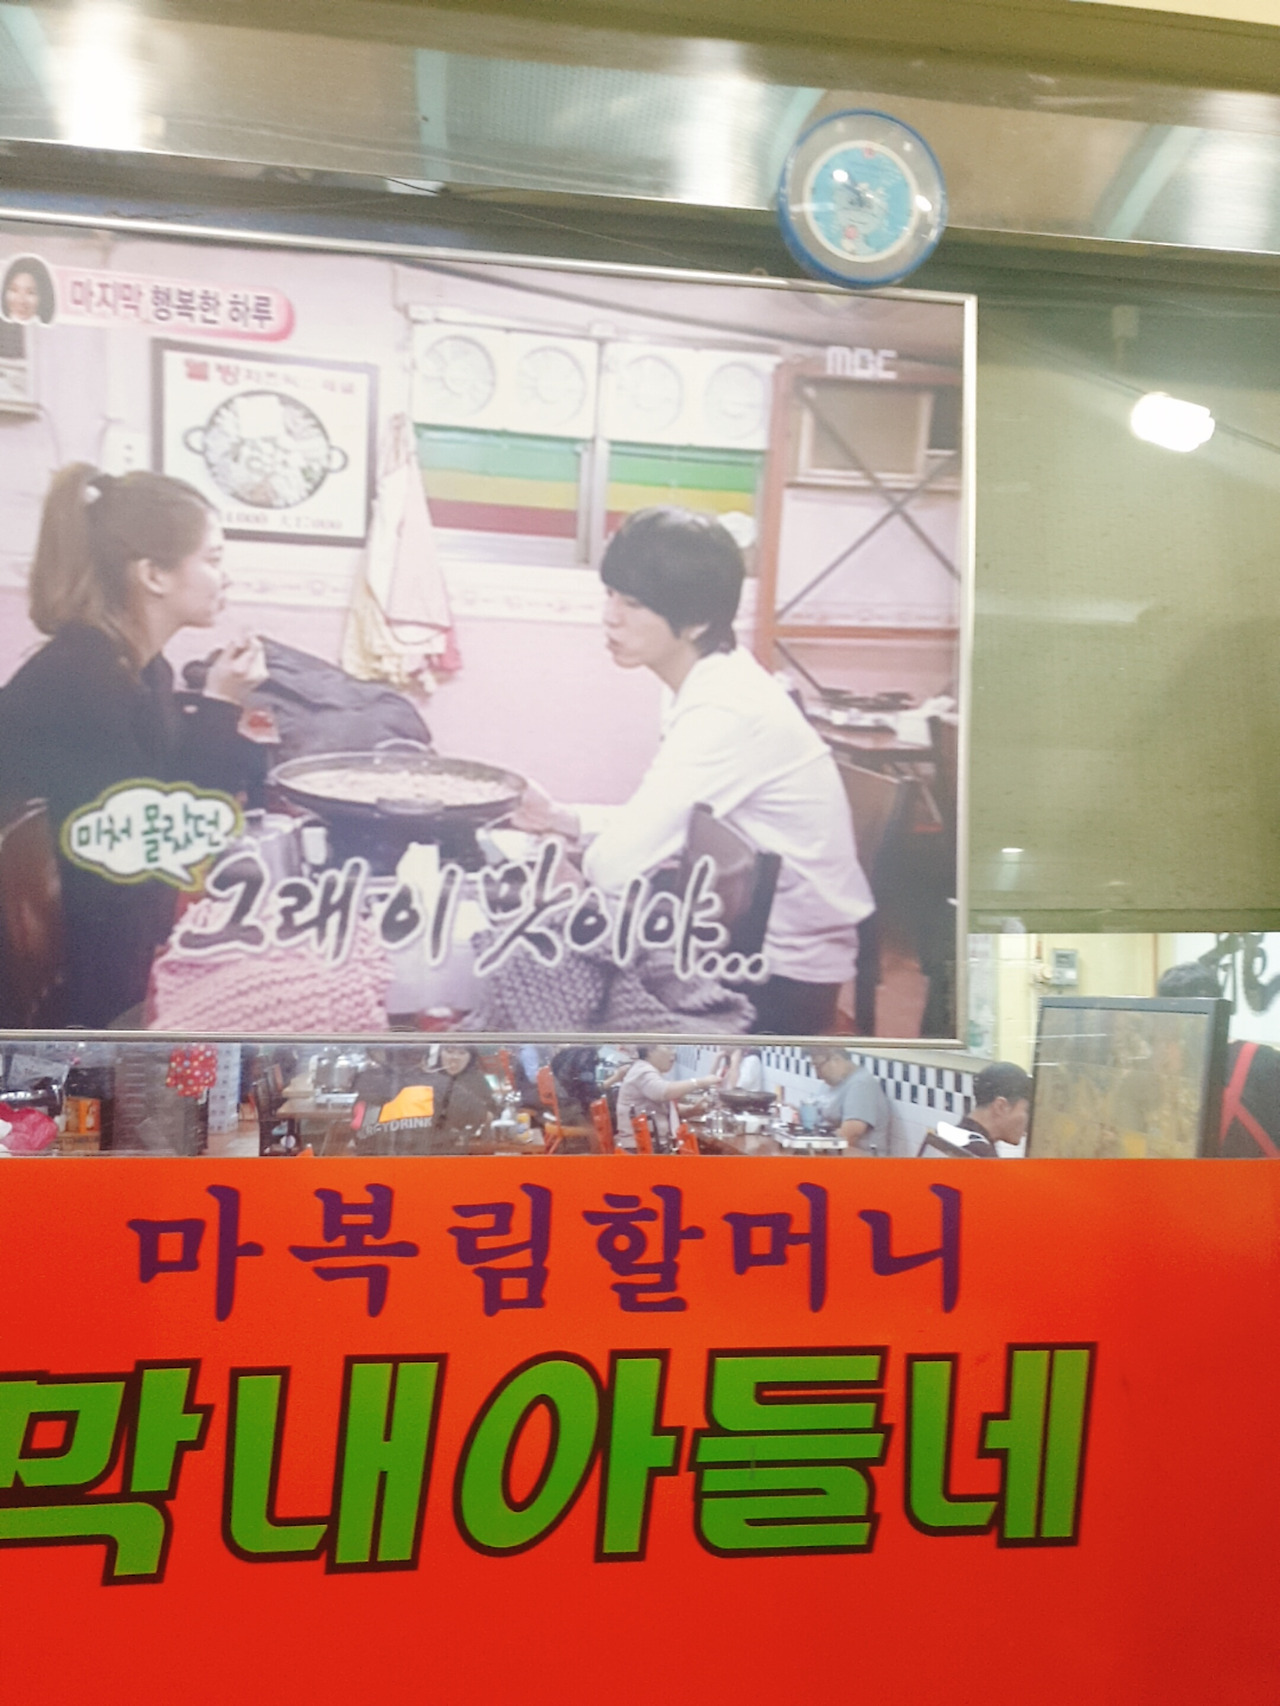 마지막 행복한 하루
MBC
미처 몰랐던
그래 이 맛이야...
마복림할머니
막내아들네